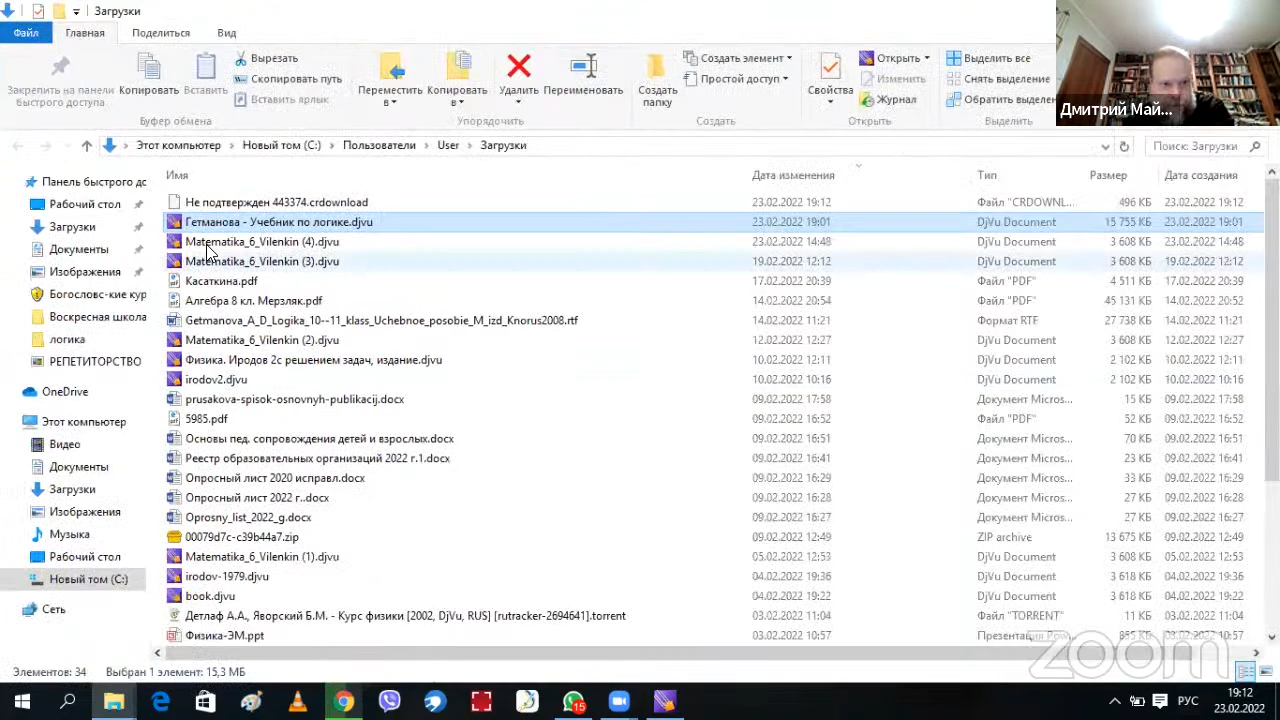 Загрузки
Файл
Главная
Поделиться
Вид
Закрепить на панели быстрого доступа
Копировать
Вставить
Вырезать
Скопировать путь
Вставить ярлык
Буфер обмена
Переместить в
Копировать в
Удалить
Переименовать
Упорядочить
Создать папку
Создать элемент
Простой доступ
Создать
Свойства
Открыть
Изменить
Журнал
Открыть
Выделить все
Снять выделение
Обратить выделен
Выделить
Дмитрий Май...
Этот компьютер > Новый том (C:) > Пользователи > User > Загрузки
Поиск: Загрузки
Имя Дата изменения Тип Размер Дата создания
Не подтвержден 443374.crdownload 23.02.2022 19:12 Файл "CRDOWNL... 496 КБ 23.02.2022 19:12
Гетманова - Учебник по логике.djvu 23.02.2022 19:01 DjVu Document 15 755 КБ 23.02.2022 19:01
Matematika_6_Vilenkin (4).djvu 23.02.2022 14:48 DjVu Document 3 608 КБ 23.02.2022 14:48
Matematika_6_Vilenkin (3).djvu 19.02.2022 12:12 DjVu Document 3 608 КБ 19.02.2022 12:12
Касаткина.pdf 17.02.2022 20:39 Файл "PDF" 4 511 КБ 17.02.2022 20:39
Алгебра 8 кл. Мерзляк.pdf 14.02.2022 20:54 Файл "PDF" 45 131 КБ 14.02.2022 20:52
Getmanova_A_D_Logika_10--11_klass_Uchebnoe_posobie_M_izd_Knorus2008.rtf 14.02.2022 11:21 Формат RTF 27 738 КБ 14.02.2022 11:21
Matematika_6_Vilenkin (2).djvu 12.02.2022 12:27 DjVu Document 3 608 КБ 12.02.2022 12:27
Физика. Иродов 2с решением задач, издание.djvu 10.02.2022 12:11 DjVu Document 2 102 КБ 10.02.2022 12:11
irodov2.djvu 10.02.2022 10:16 DjVu Document 2 102 КБ 10.02.2022 10:16
prusakova-spisok-osnovnyh-publikacij.docx 09.02.2022 17:58 Документ Micros... 15 КБ 09.02.2022 17:58
5985.pdf 09.02.2022 16:52 Файл "PDF" 52 КБ 09.02.2022 16:52
Основы пед. сопровождения детей и взрослых.docx 09.02.2022 16:51 Документ Micros... 70 КБ 09.02.2022 16:51
Реестр образовательных организаций 2022 г.1.docx 09.02.2022 16:41 Документ Micros... 23 КБ 09.02.2022 16:41
Опросный лист 2020 исправл.docx 09.02.2022 16:29 Документ Micros... 33 КБ 09.02.2022 16:29
Опросный лист 2022 г..docx 09.02.2022 16:28 Документ Micros... 27 КБ 09.02.2022 16:28
Oprosny_list_2022_g.docx 09.02.2022 16:27 Документ Micros... 27 КБ 09.02.2022 16:27
00079d7c-c39b44a7.zip 09.02.2022 12:49 ZIP archive 13 675 КБ 09.02.2022 12:49
Matematika_6_Vilenkin (1).djvu 05.02.2022 12:53 DjVu Document 3 608 КБ 05.02.2022 12:53
irodov-1979.djvu 04.02.2022 19:36 DjVu Document 3 618 КБ 04.02.2022 19:36
book.djvu 04.02.2022 19:22 DjVu Document 3 618 КБ 04.02.2022 19:22
Детлаф А.А., Яворский Б.М. - Курс физики [2002, DjVu, RUS] [rutracker-2694641].torrent 03.02.2022 11:04 Файл "TORRENT" 11 КБ 03.02.2022 11:04
Физика-ЭМ.ppt 03.02.2022 10:57 Презентация Pow... 855 КБ 03.02.2022 10:57
Панель быстрого дс
Рабочий стол
Загрузки
Документы
Изображения
Богословс-кие кур
Воскресная школа
логика
РЕПЕТИТОРСТВО
OneDrive
Этот компьютер
Видео
Документы
Загрузки
Изображения
Музыка
Рабочий стол
Новый том (C:)
Сеть
Элементов: 34 Выбран 1 элемент: 15,3 МБ
zoom
15
РУС
19:12
23.02.2022